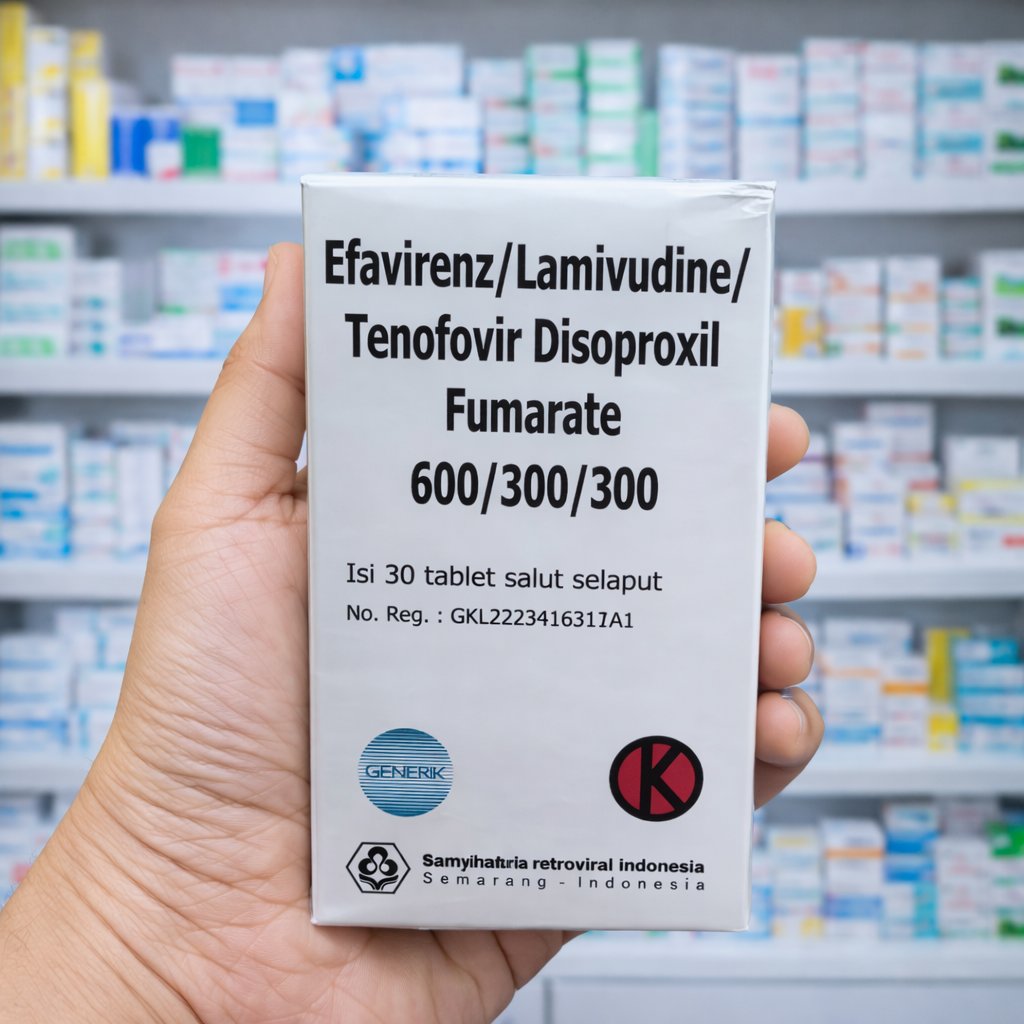 Efavirenz/Lamivudine/
Tenofovir Disoproxil
Fumarate
600/300/300
Isi 30 tablet salut selaput
No. Reg. : GKL2223416317A1
GENERIK
K
retroviral indonesia
Semarang - Indonesia